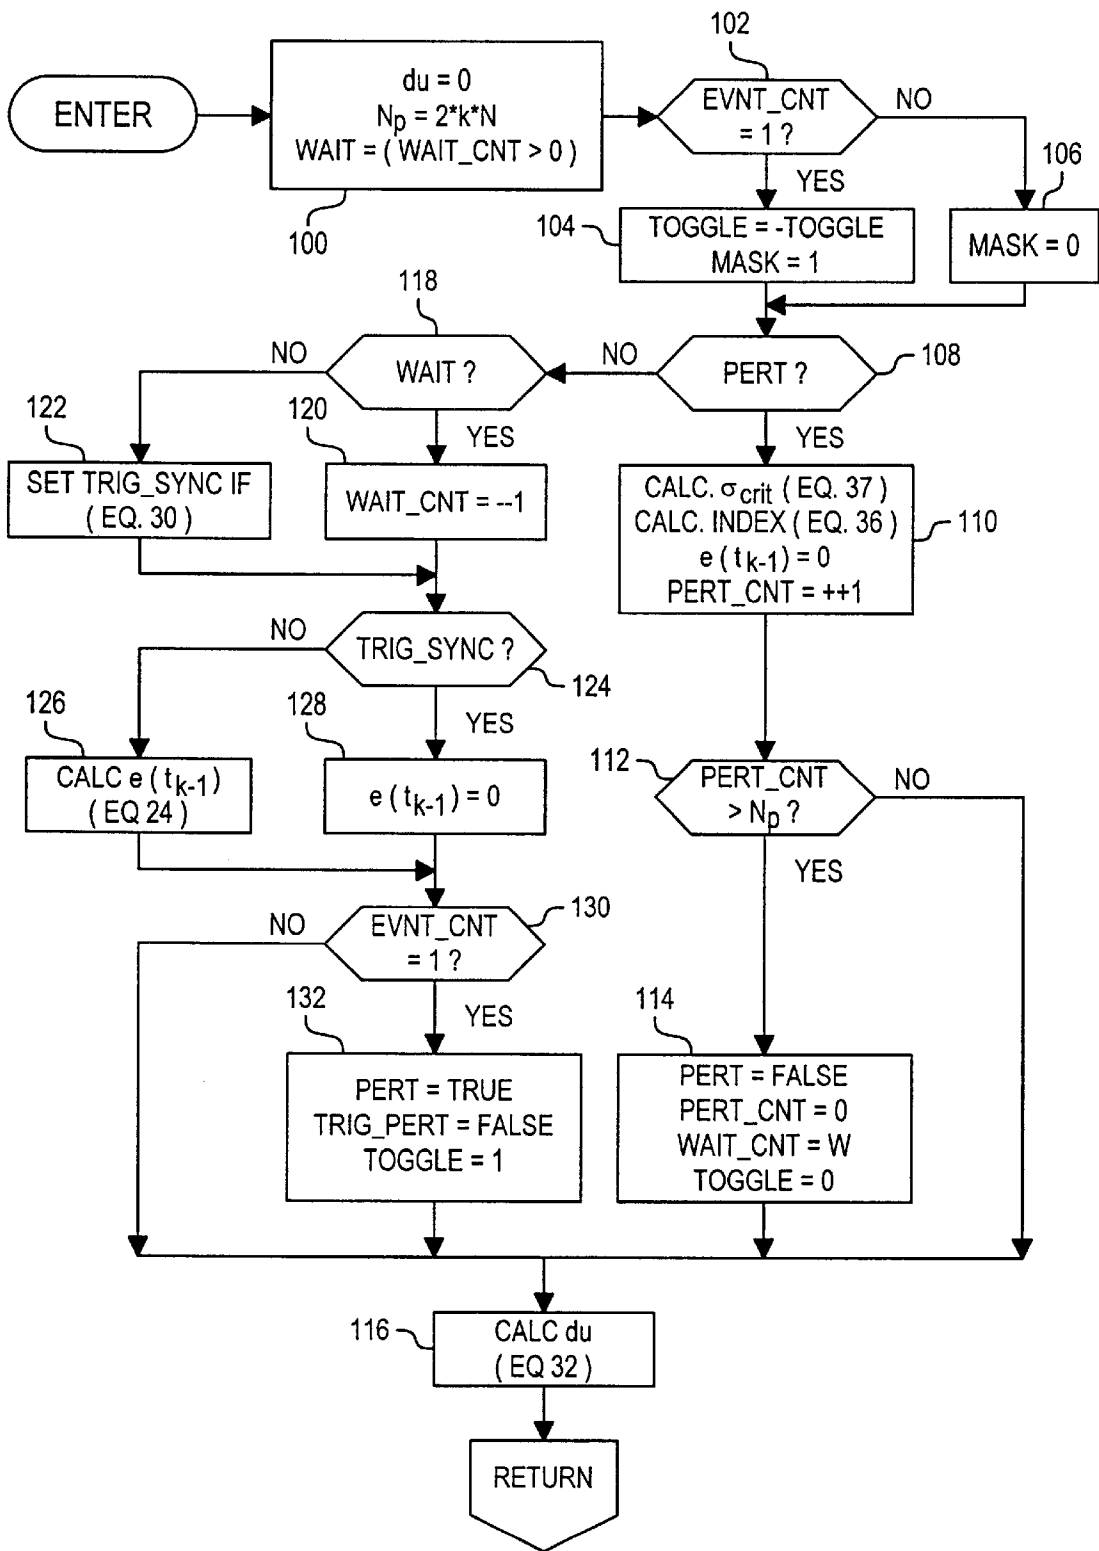 ENTER
du = 0
Np = 2*k*N
WAIT = ( WAIT_CNT > 0 )
100
102
EVNT_CNT
= 1 ?
NO
YES
104
TOGGLE = -TOGGLE
MASK = 1
106
MASK = 0
108
PERT ?
NO
YES
118
WAIT ?
NO
YES
122
SET TRIG_SYNC IF
( EQ. 30 )
120
WAIT_CNT = --1
CALC. σcrit ( EQ. 37 )
CALC. INDEX ( EQ. 36 )
e ( tk-1 ) = 0
PERT_CNT = ++1
110
TRIG_SYNC ?
NO
YES
124
126
CALC e ( tk-1 )
( EQ 24 )
128
e ( tk-1 ) = 0
112
PERT_CNT
> Np ?
NO
YES
EVNT_CNT
= 1 ?
130
NO
YES
132
PERT = TRUE
TRIG_PERT = FALSE
TOGGLE = 1
114
PERT = FALSE
PERT_CNT = 0
WAIT_CNT = W
TOGGLE = 0
116
CALC du
( EQ 32 )
RETURN